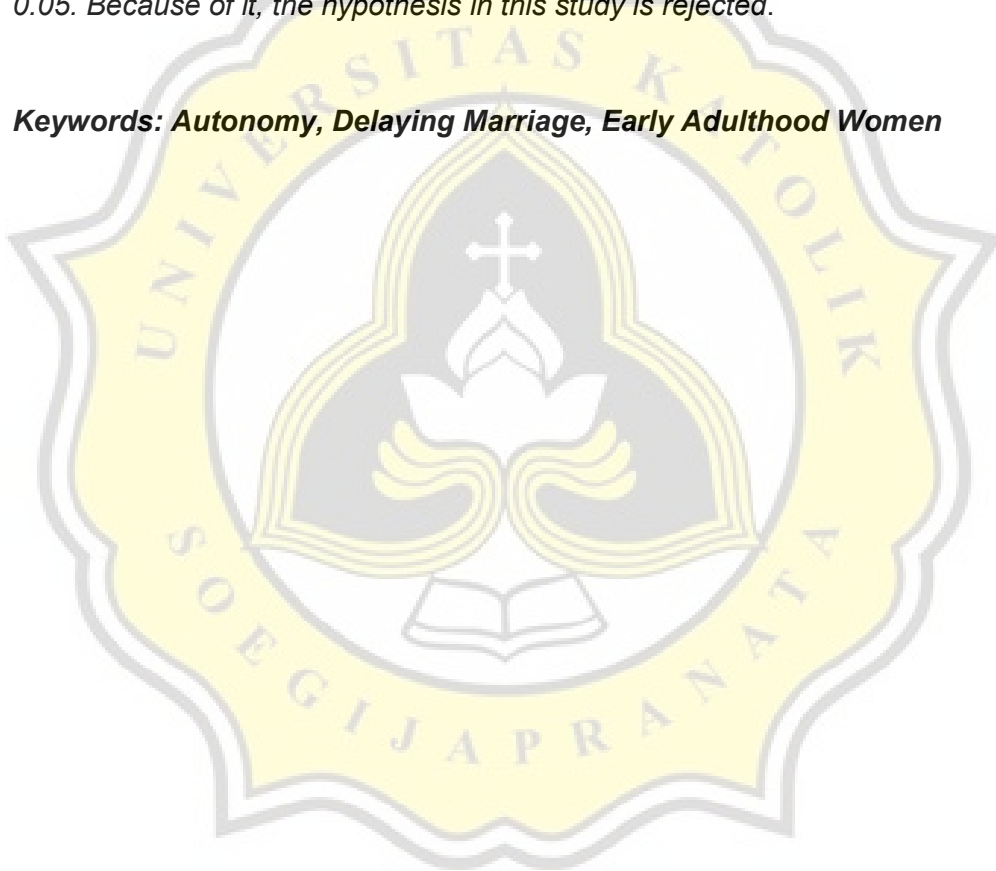 0.05. Because of it, the hypothesis in this study is rejected.
Keywords: Autonomy, Delaying Marriage, Early Adulthood Women
UNIVERSITAS KATOLIK
SOEGIJAPRANATA